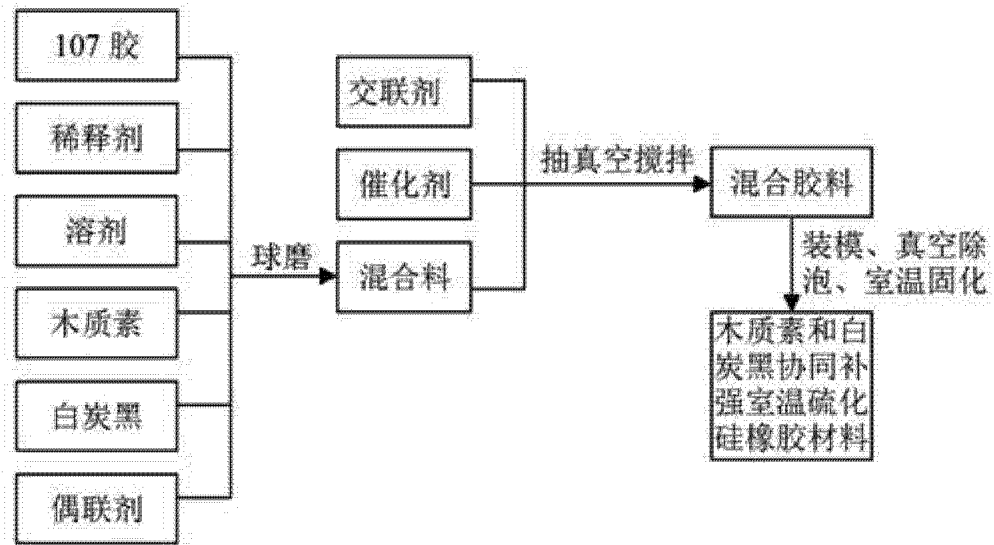 107 胶
稀释剂
溶剂
木质素
白炭黑
偶联剂
球磨
交联剂
催化剂
混合料
抽真空搅拌
混合胶料
装模、真空除
泡、室温固化
木质素和白
炭黑协同补
强室温硫化
硅橡胶材料